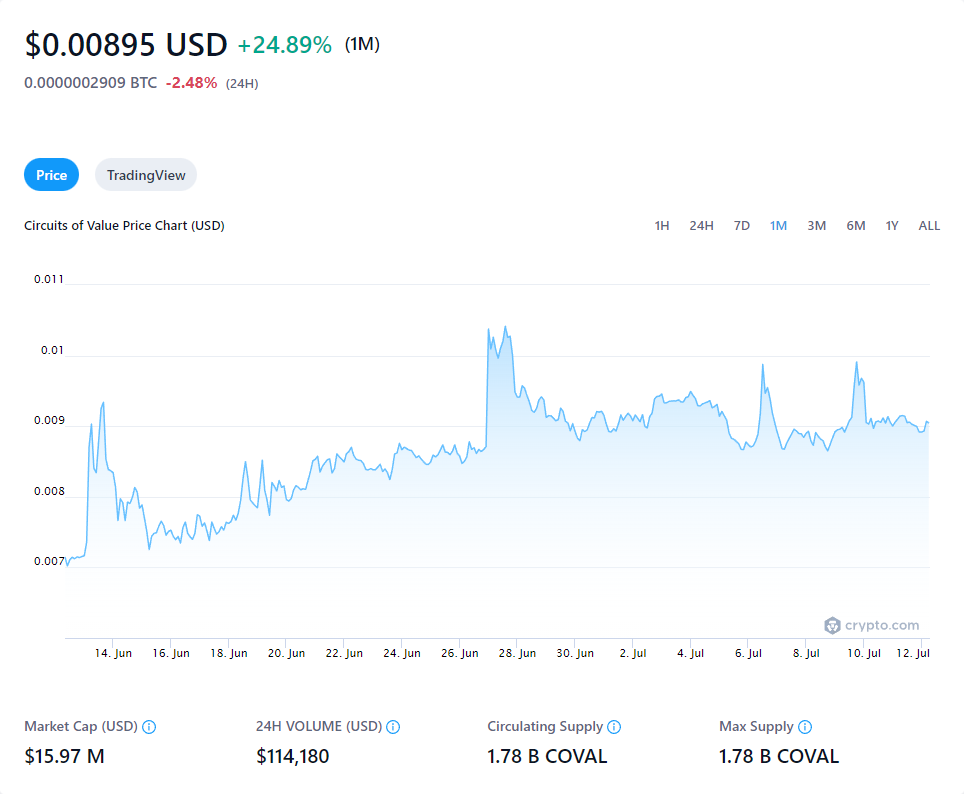 $0.00895 USD +24.89% (1M)
0.0000002909 BTC -2.48% (24H)
Price TradingView
Circuits of Value Price Chart (USD) 1H 24H 7D 1M 3M 6M 1Y ALL
0.011
0.01
0.009
0.008
0.007
crypto.com
14. Jun 16. Jun 18. Jun 20. Jun 22. Jun 24. Jun 26. Jun 28. Jun 30. Jun 2. Jul 4. Jul 6. Jul 8. Jul 10. Jul 12. Jul
Market Cap (USD) 24H VOLUME (USD) Circulating Supply Max Supply
$15.97 M $114,180 1.78 B COVAL 1.78 B COVAL